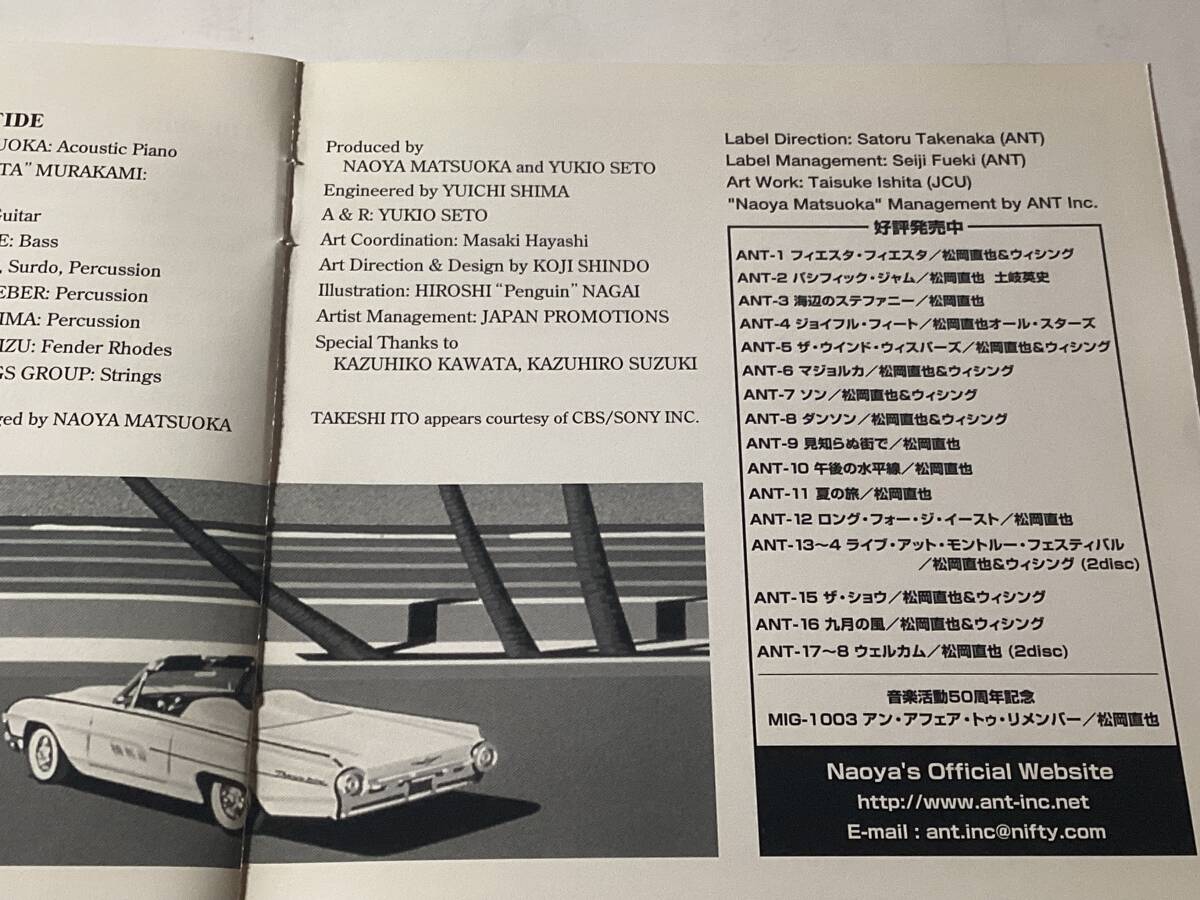 TIDE
UOKA: Acoustic Piano
TA" MURAKAMI:
Guitar
E: Bass
, Surdo, Percussion
EBER: Percussion
IMA: Percussion
IZU: Fender Rhodes
GS GROUP: Strings
ged by NAOYA MATSUOKA
Produced by
NAOYA MATSUOKA and YUKIO SETO
Engineered by YUICHI SHIMA
A & R: YUKIO SETO
Art Coordination: Masaki Hayashi
Art Direction & Design by KOJI SHINDO
Illustration: HIROSHI "Penguin" NAGAI
Artist Management: JAPAN PROMOTIONS
Special Thanks to
KAZUHIKO KAWATA, KAZUHIRO SUZUKI
TAKESHI ITO appears courtesy of CBS/SONY INC.
Label Direction: Satoru Takenaka (ANT)
Label Management: Seiji Fueki (ANT)
Art Work: Taisuke Ishita (JCU)
"Naoya Matsuoka" Management by ANT Inc.
好評発売中
ANT-1 フィエスタ・フィエスタ／松岡直也&ウィシング
ANT-2 パシフィック・ジャム／松岡直也 土岐英史
ANT-3 海辺のステファニー／松岡直也
ANT-4 ジョイフル・フィート／松岡直也オール・スターズ
ANT-5 ザ・ウインド・ウィスパーズ／松岡直也&ウィシング
ANT-6 マジョルカ／松岡直也&ウィシング
ANT-7 ソン／松岡直也&ウィシング
ANT-8 ダンソン／松岡直也&ウィシング
ANT-9 見知らぬ街で／松岡直也
ANT-10 午後の水平線／松岡直也
ANT-11 夏の旅／松岡直也
ANT-12 ロング・フォー・ジ・イースト／松岡直也
ANT-13〜4 ライブ・アット・モントルー・フェスティバル
／松岡直也&ウィシング (2disc)
ANT-15 ザ・ショウ／松岡直也&ウィシング
ANT-16 九月の風／松岡直也&ウィシング
ANT-17〜8 ウェルカム／松岡直也 (2disc)
音楽活動50周年記念
MIG-1003 アン・アフェア・トゥ・リメンバー／松岡直也
Naoya's Official Website
http://www.ant-inc.net
E-mail : ant.inc@nifty.com